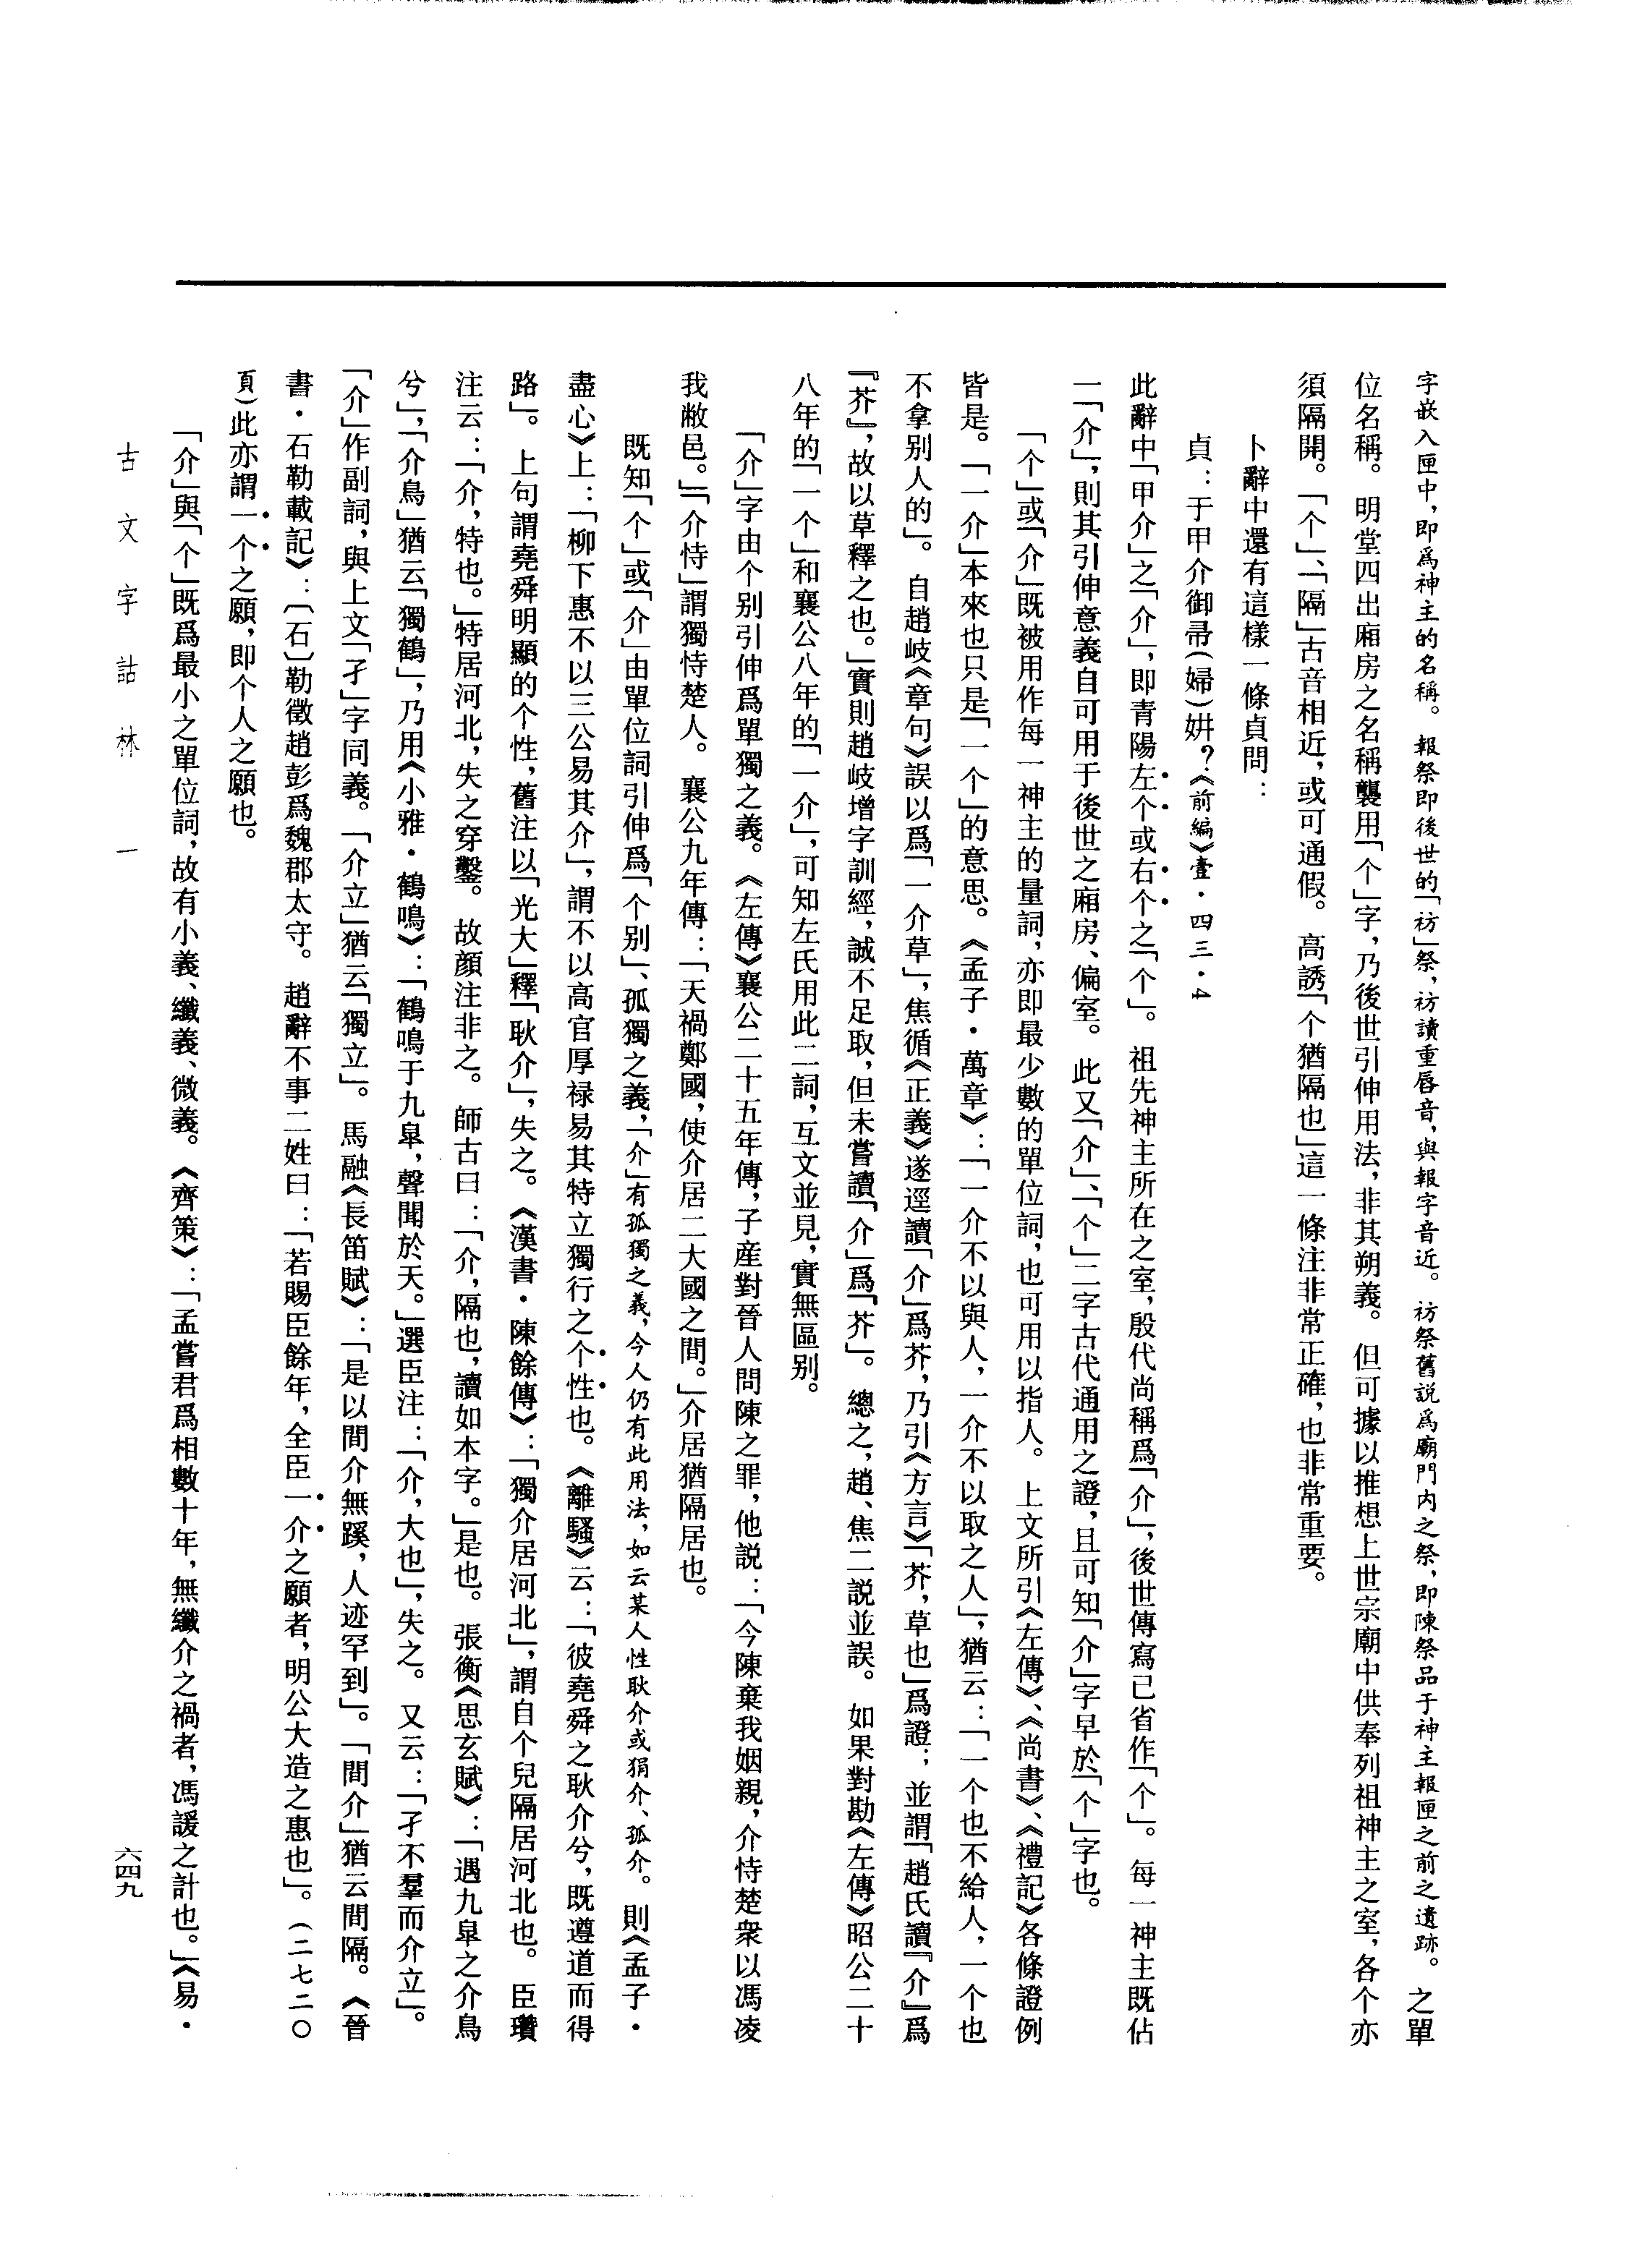 字嵌入匣中，即爲神主的名稱。報祭即後世的「祊」祭，祊讀重唇音，與報字音近。祊祭舊説爲廟門内之祭，即陳祭品于神主報匣之前之遺跡。之單
位名稱。明堂四出廂房之名稱襲用「个」字，乃後世引伸用法，非其朔義。但可據以推想上世宗廟中供奉列祖神主之室，各个亦
須隔開。「个」、「隔」古音相近，或可通假。高誘「个猶隔也」這一條注非常正確，也非常重要。
卜辭中還有這樣一條貞問：
貞：于甲介御帚（婦）妌？《前編》壹·四三·4
此辭中「甲介」之「介」，即青陽左个或右个之「个」。祖先神主所在之室，殷代尚稱爲「介」，後世傳寫已省作「个」。每一神主既佔
一「介」，則其引伸意義自可用于後世之廂房、偏室。此又「介」、「个」二字古代通用之證，且可知「介」字早於「个」字也。
「个」或「介」既被用作每一神主的量詞，亦即最少數的單位詞，也可用以指人。上文所引《左傳》、《尚書》、《禮記》各條證例
皆是。「一介」本來也只是「一个」的意思。《孟子·萬章》：「一介不以與人，一介不以取之人」，猶云：「一个也不給人，一个也
不拿别人的」。自趙岐《章句》誤以爲「一介草」，焦循《正義》遂逕讀「介」爲芥，乃引《方言》「芥，草也」爲證；並謂「趙氏讀『介』爲
『芥』，故以草釋之也。」實則趙岐增字訓經，誠不足取，但未嘗讀「介」爲「芥」。總之，趙、焦二説並誤。如果對勘《左傳》昭公二十
八年的「一个」和襄公八年的「一介」，可知左氏用此二詞，互文並見，實無區别。
「介」字由个别引伸爲單獨之義。《左傳》襄公二十五年傳，子産對晉人問陳之罪，他説：「今陳棄我姻親，介恃楚衆以馮凌
我敝邑。」「介恃」謂獨恃楚人。襄公九年傳：「天禍鄭國，使介居二大國之間。」介居猶隔居也。
既知「个」或「介」由單位詞引伸爲「个别」、孤獨之義，「介」有孤獨之義，今人仍有此用法，如云某人性耿介或狷介、孤介。則《孟子·
盡心》上：「柳下惠不以三公易其介」，謂不以高官厚禄易其特立獨行之个性也。《離騷》云：「彼堯舜之耿介兮，既遵道而得
路」。上句謂堯舜明顯的个性，舊注以「光大」釋「耿介」，失之。《漢書·陳餘傳》：「獨介居河北」，謂自个兒隔居河北也。臣瓚
注云：「介，特也。」特居河北，失之穿鑿。故顔注非之。師古曰：「介，隔也，讀如本字。」是也。張衡《思玄賦》：「遇九皐之介鳥
兮」，「介鳥」猶云「獨鶴」，乃用《小雅·鶴鳴》：「鶴鳴于九皐，聲聞於天。」選臣注：「介，大也」，失之。又云：「孑不羣而介立」。
「介」作副詞，與上文「孑」字同義。「介立」猶云「獨立」。馬融《長笛賦》：「是以間介無蹊，人迹罕到」。「間介」猶云間隔。《晉
書·石勒載記》：〔石〕勒徵趙彭爲魏郡太守。趙辭不事二姓曰：「若賜臣餘年，全臣一介之願者，明公大造之惠也」。（二七二〇
頁）此亦謂一个之願，即个人之願也。
「介」與「个」既爲最小之單位詞，故有小義、纖義、微義。《齊策》：「孟嘗君爲相數十年，無纖介之禍者，馮諼之計也。」《易·
古文字詁林 一
六四九